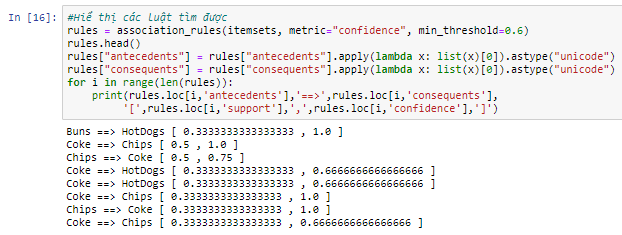 In [16]: #Hiể thị các luật tìm được
rules = association_rules(itemsets, metric="confidence", min_threshold=0.6)
rules.head()
rules["antecedents"] = rules["antecedents"].apply(lambda x: list(x)[0]).astype("unicode")
rules["consequents"] = rules["consequents"].apply(lambda x: list(x)[0]).astype("unicode")
for i in range(len(rules)):
    print(rules.loc[i,'antecedents'],'==>',rules.loc[i,'consequents'],
        '[',rules.loc[i,'support'],',',rules.loc[i,'confidence'],']')
Buns ==> HotDogs [ 0.3333333333333333 , 1.0 ]
Coke ==> Chips [ 0.5 , 1.0 ]
Chips ==> Coke [ 0.5 , 0.75 ]
Coke ==> HotDogs [ 0.3333333333333333 , 0.6666666666666666 ]
Coke ==> HotDogs [ 0.3333333333333333 , 0.6666666666666666 ]
Coke ==> Chips [ 0.3333333333333333 , 1.0 ]
Chips ==> Coke [ 0.3333333333333333 , 1.0 ]
Coke ==> Chips [ 0.3333333333333333 , 0.6666666666666666 ]